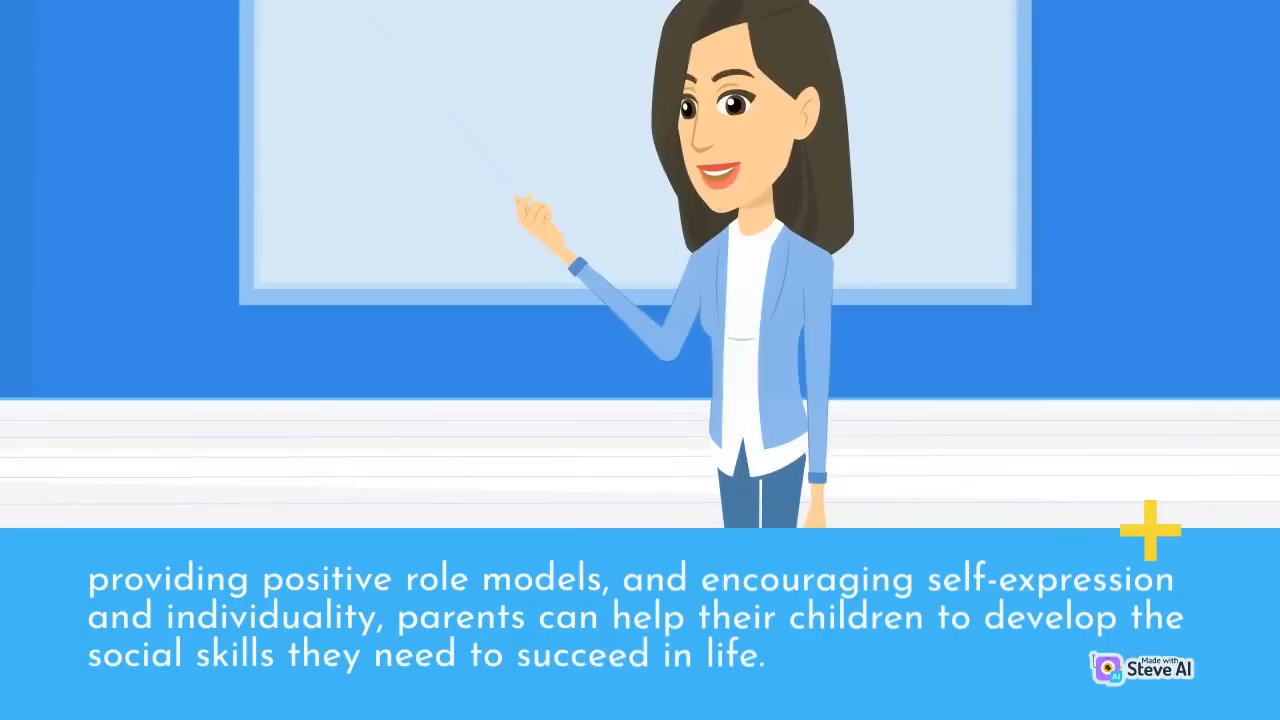 providing positive role models, and encouraging self-expression
and individuality, parents can help their children to develop the
social skills they need to succeed in life.
Made with
Steve AI
AI